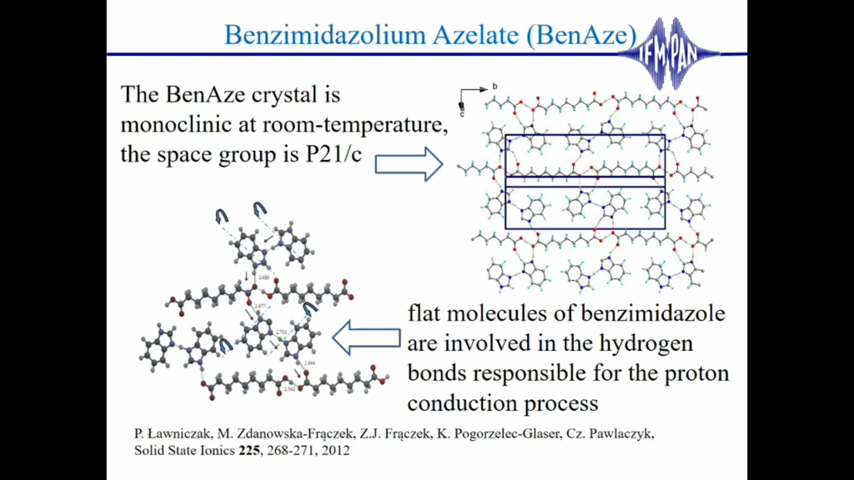 Benzimidazolium Azelate (BenAze)
IFM PAN
The BenAze crystal is
monoclinic at room-temperature,
the space group is P21/c
b
c
flat molecules of benzimidazole
are involved in the hydrogen
bonds responsible for the proton
conduction process
P. Ławniczak, M. Zdanowska-Frączek, Z.J. Frączek, K. Pogorzelec-Glaser, Cz. Pawlaczyk,
Solid State Ionics 225, 268-271, 2012